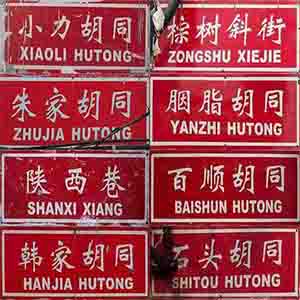 小力胡同
XIAOLI HUTONG
棕树斜街
ZONGSHU XIEJIE
朱家胡同
ZHUJIA HUTONG
胭脂胡同
YANZHI HUTONG
陕西巷
SHANXI XIANG
百顺胡同
BAISHUN HUTONG
韩家胡同
HANJIA HUTONG
石头胡同
SHITOU HUTONG